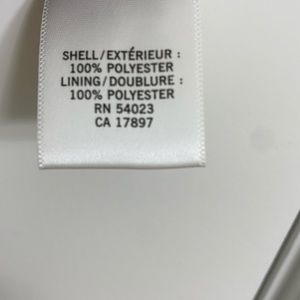 SHELL/EXTÉRIEUR :
100% POLYESTER
LINING/DOUBLURE :
100% POLYESTER
RN 54023
CA 17897